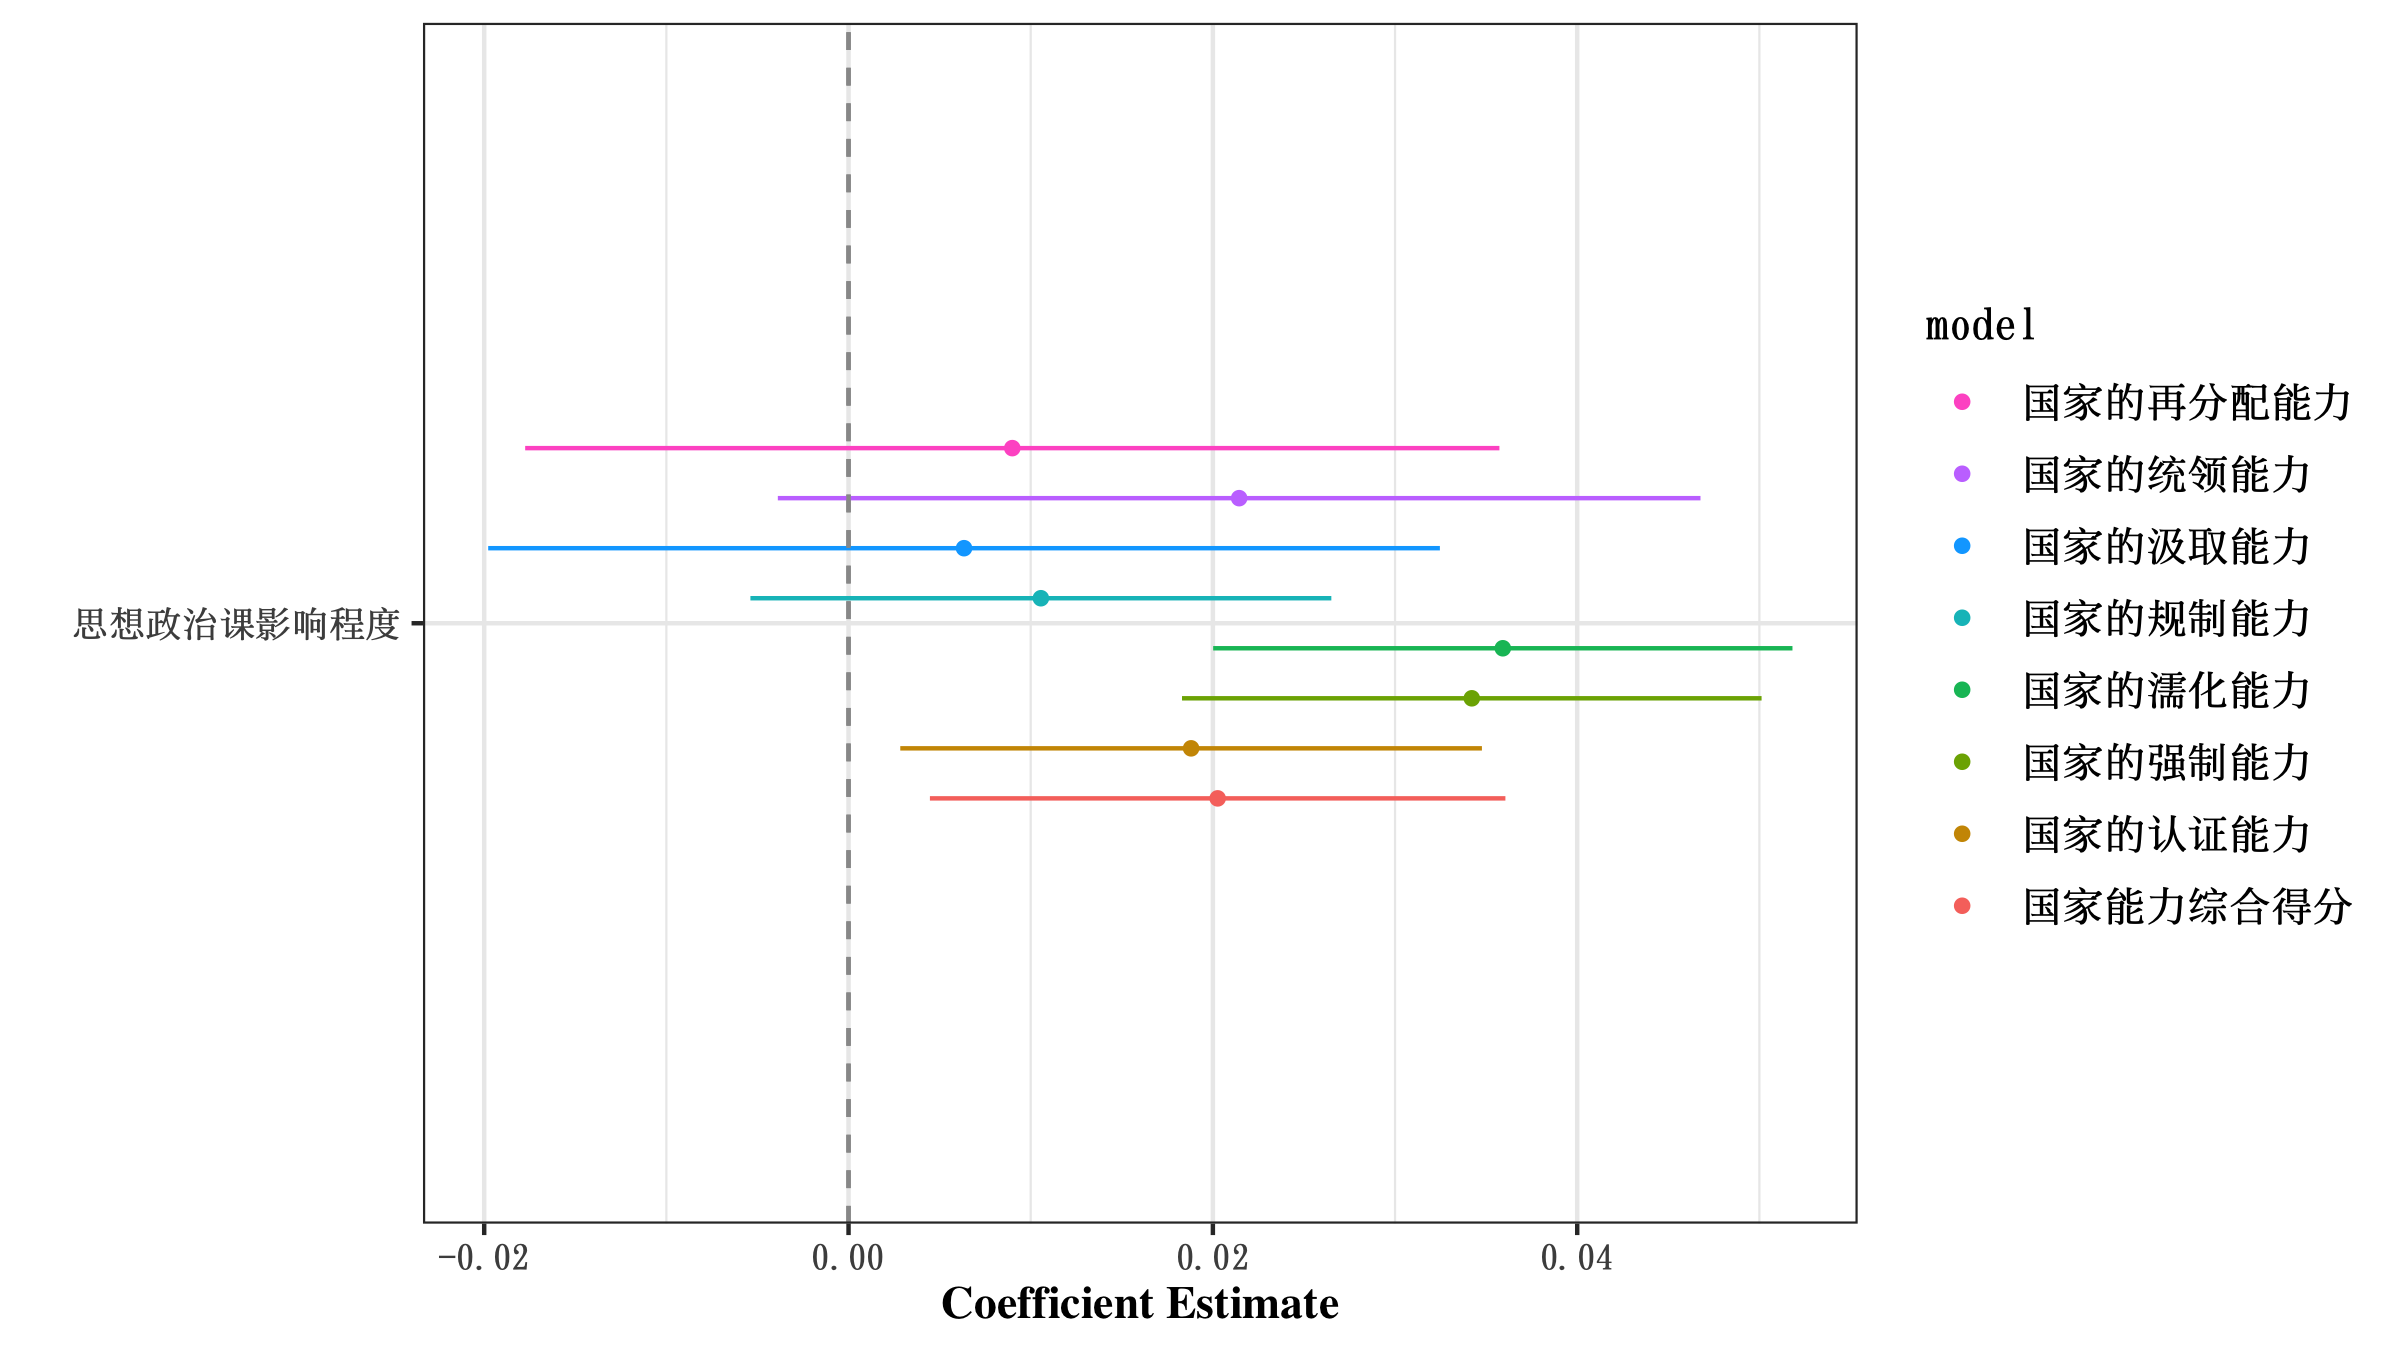 思想政治课影响程度
-0.02
0.00
0.02
0.04
Coefficient Estimate
model
国家的再分配能力
国家的统领能力
国家的汲取能力
国家的规制能力
国家的濡化能力
国家的强制能力
国家的认证能力
国家能力综合得分